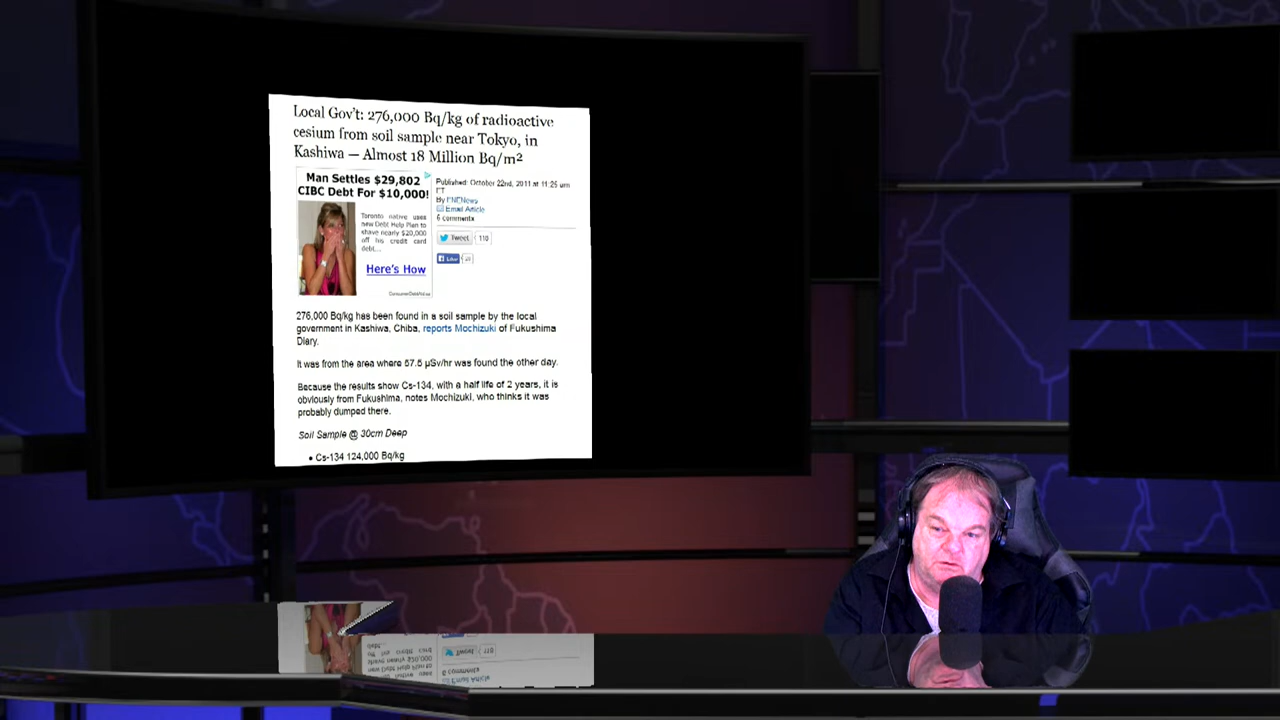 Local Gov't: 276,000 Bq/kg of radioactive
cesium from soil sample near Tokyo, in
Kashiwa — Almost 18 Million Bq/m²
Man Settles $29,802
CIBC Debt For $10,000!
Toronto native uses
new Debt Help Plan to
shave nearly $20,000
off his credit card
debt...
Here's How
Published: October 22nd, 2011 at 11:25 am
ET
By ENENews
Email Article
6 comments
Tweet 110
Like
276,000 Bq/kg has been found in a soil sample by the local
government in Kashiwa, Chiba, reports Mochizuki of Fukushima
Diary.
It was from the area where 57.5 µSv/hr was found the other day.
Because the results show Cs-134, with a half life of 2 years, it is
obviously from Fukushima, notes Mochizuki, who thinks it was
probably dumped there.
Soil Sample @ 30cm Deep
• Cs-134 124,000 Bq/kg